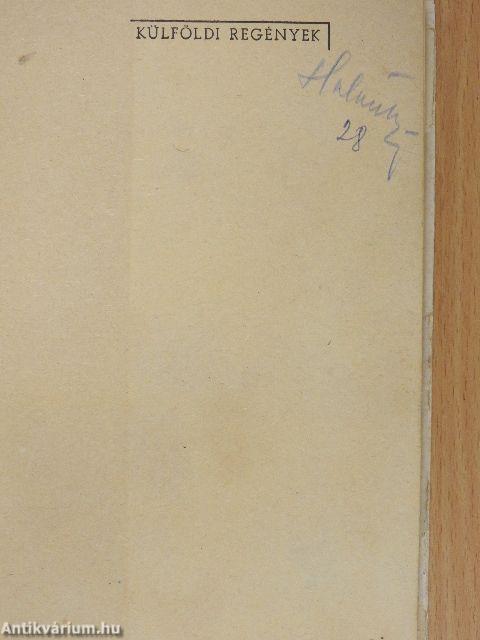 KÜLFÖLDI REGÉNYEK
28
Antikvárium.hu